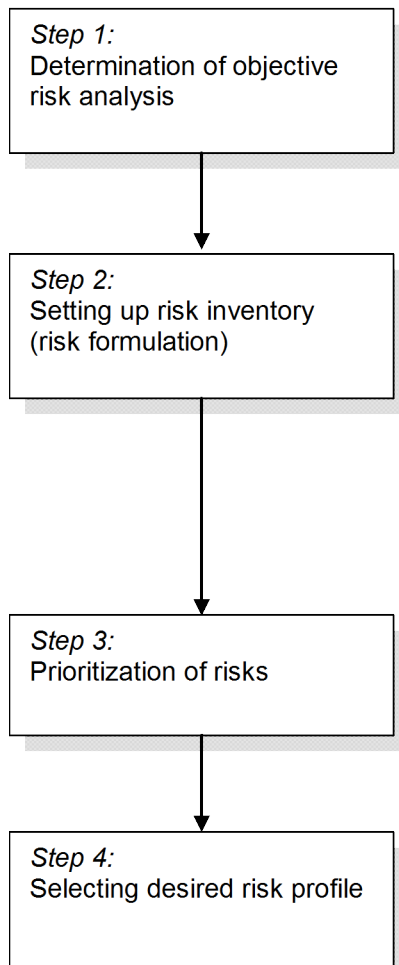 Step 1:
Determination of objective
risk analysis
Step 2:
Setting up risk inventory
(risk formulation)
Step 3:
Prioritization of risks
Step 4:
Selecting desired risk profile